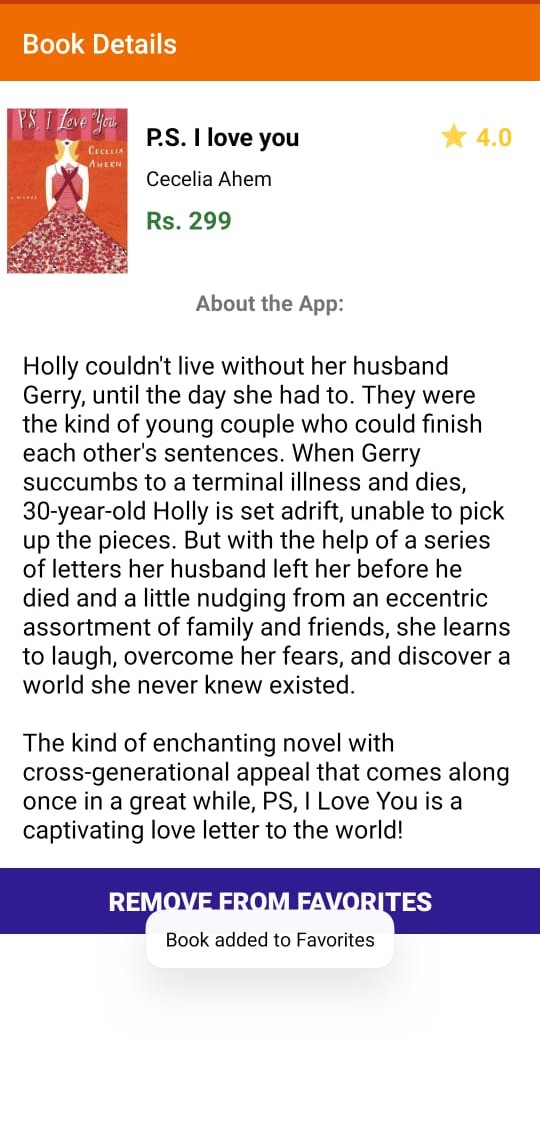 Book Details
PS, I Love You
CECELIA
AHERN
P.S. I love you
4.0
Cecelia Ahem
Rs. 299
About the App:
Holly couldn't live without her husband
Gerry, until the day she had to. They were
the kind of young couple who could finish
each other's sentences. When Gerry
succumbs to a terminal illness and dies,
30-year-old Holly is set adrift, unable to pick
up the pieces. But with the help of a series
of letters her husband left her before he
died and a little nudging from an eccentric
assortment of family and friends, she learns
to laugh, overcome her fears, and discover a
world she never knew existed.
The kind of enchanting novel with
cross-generational appeal that comes along
once in a great while, PS, I Love You is a
captivating love letter to the world!
REMOVE FROM FAVORITES
Book added to Favorites